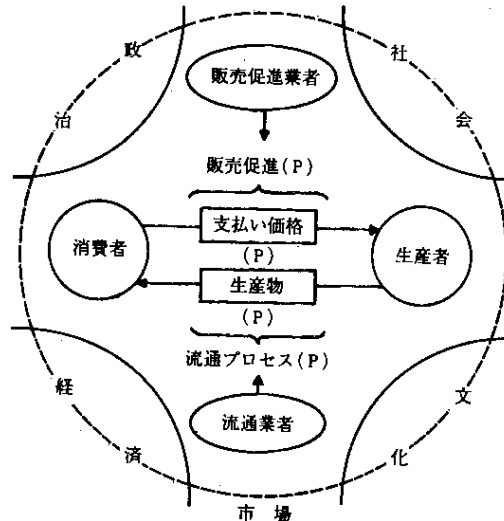 政治
社会
販売促進業者
販売促進(P)
消費者
支払い価格
(P)
生産者
生産物
(P)
流通プロセス(P)
流通業者
経済
文化
市場